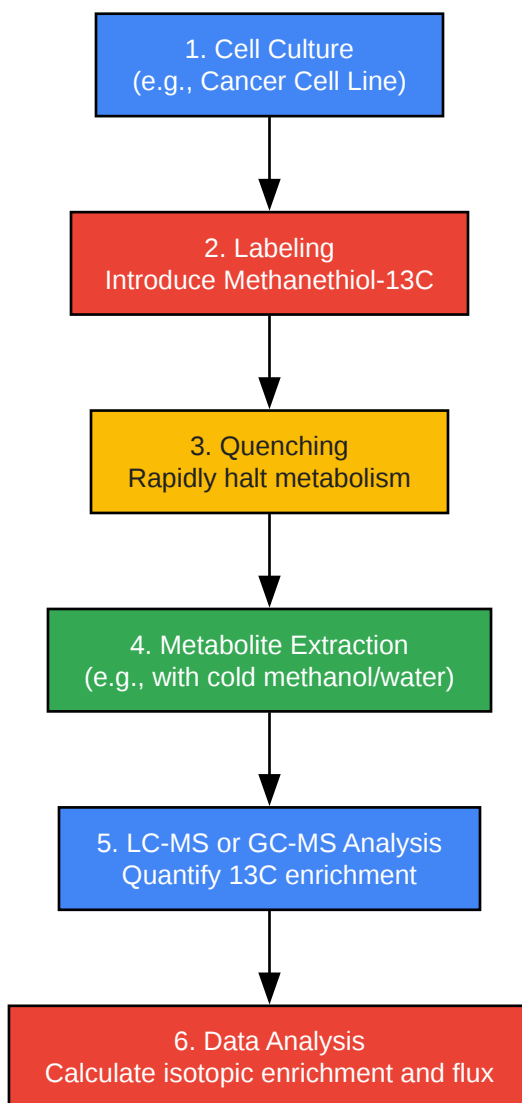 1. Cell Culture
(e.g., Cancer Cell Line)
2. Labeling
Introduce Methanethiol-13C
3. Quenching
Rapidly halt metabolism
4. Metabolite Extraction
(e.g., with cold methanol/water)
5. LC-MS or GC-MS Analysis
Quantify 13C enrichment
6. Data Analysis
Calculate isotopic enrichment and flux